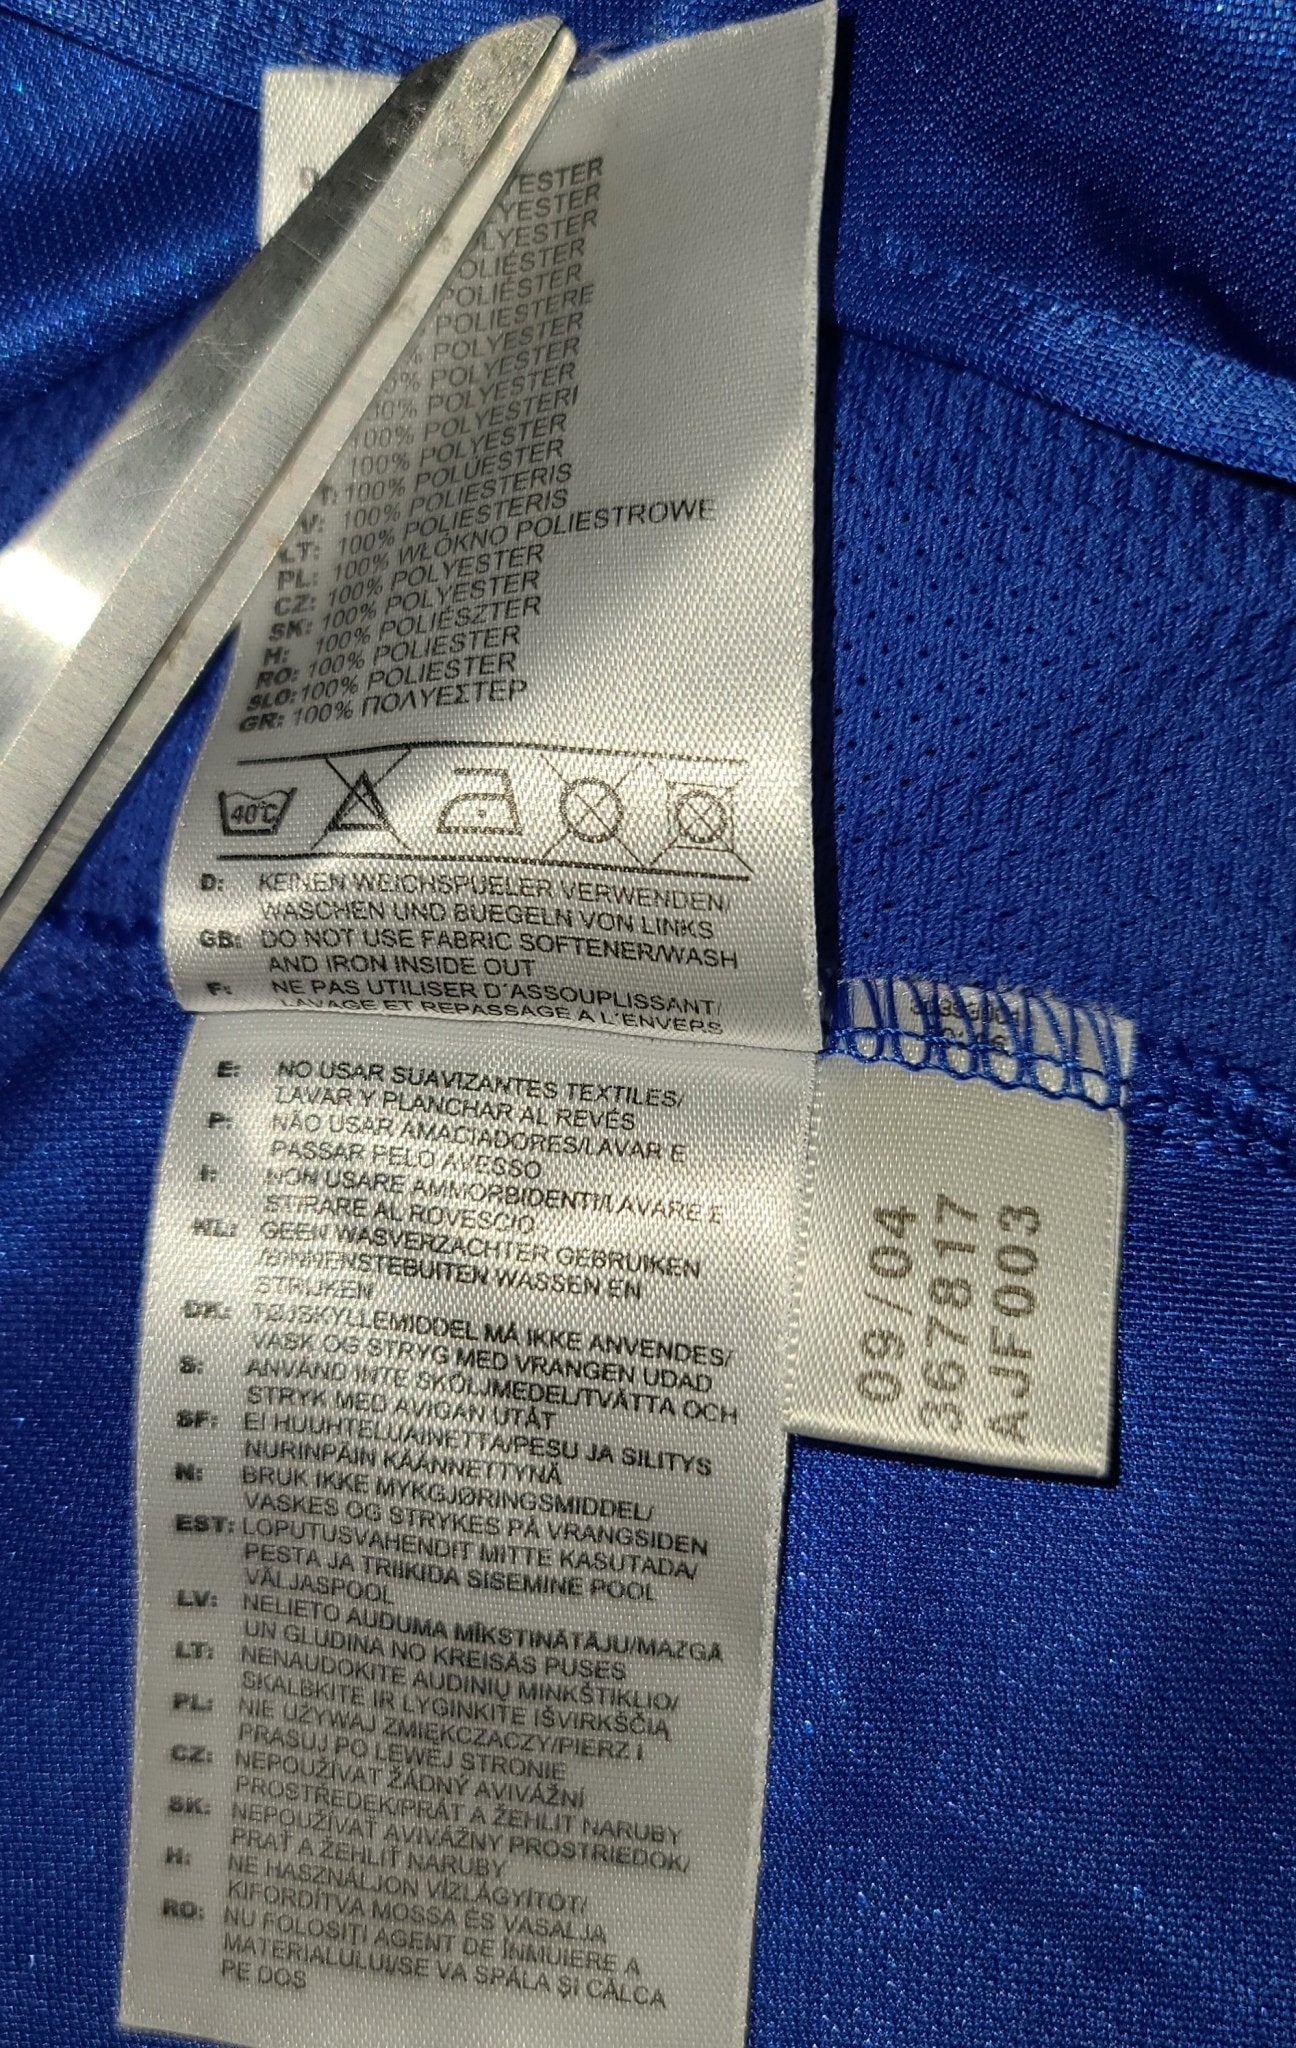 YESTER
LYESTER
OLYESTER
OLIÉSTER
POLIÉSTER
POLIESTERE
% POLYESTER
0% POLYESTER
00% POLYESTER
100% POLYESTERI
100% POLYESTER
T: 100% POLÜESTER
V: 100% POLIESTERIS
LT: 100% POLIESTERIS
PL: 100% WŁÓKNO POLIESTROWE
CZ: 100% POLYESTER
SK: 100% POLYESTER
H: 100% POLIÉSZTER
RO: 100% POLIESTER
SLO: 100% POLIESTER
GR: 100% ΠΟΛΥΕΣΤΕΡ
40°C
D: KEINEN WEICHSPUELER VERWENDEN/
WASCHEN UND BUEGELN VON LINKS
GB: DO NOT USE FABRIC SOFTENER/WASH
AND IRON INSIDE OUT
F: NE PAS UTILISER D'ASSOUPLISSANT/
LAVAGE ET REPASSAGE A L'ENVERS
E: NO USAR SUAVIZANTES TEXTILES/
LAVAR Y PLANCHAR AL REVÉS
P: NÃO USAR AMACIADORES/LAVAR E
PASSAR PELO AVESSO
I: NON USARE AMMORBIDENTI/LAVARE E
STIRARE AL ROVESCIO
NL: GEEN WASVERZACHTER GEBRUIKEN
/BINNENSTEBUITEN WASSEN EN
STRIJKEN
DK: TØJSKYLLEMIDDEL MÅ IKKE ANVENDES/
VASK OG STRYG MED VRANGEN UDAD
S: ANVÄND INTE SKÖLJMEDEL/TVÄTTA OCH
STRYK MED AVIGAN UTÅT
SF: EI HUUHTELUAINETTA/PESU JA SILITYS
NURINPÄIN KÄÄNNETTYNÄ
N: BRUK IKKE MYKGJØRINGSMIDDEL/
VASKES OG STRYKES PÅ VRANGSIDEN
EST: LOPUTUSVAHENDIT MITTE KASUTADA/
PESTA JA TRIIKIDA SISEMINE POOL
VÄLJASPOOL
LV: NELIETO AUDUMA MĪKSTINĀTĀJU/MAZGĀ
UN GLUDINA NO KREISĀS PUSES
LT: NENAUDOKITE AUDINIŲ MINKŠTIKLIO/
SKALBKITE IR LYGINKITE IŠVIRKŠČIĄ
PL: NIE UŻYWAJ ZMIĘKCZACZY/PIERZ I
PRASUJ PO LEWEJ STRONIE
CZ: NEPOUŽÍVAT ŽÁDNÝ AVIVÁŽNÍ
PROSTŘEDEK/PRÁT A ŽEHLIT NARUBY
SK: NEPOUŽÍVAŤ AVIVÁŽNY PROSTRIEDOK/
PRAŤ A ŽEHLIŤ NARUBY
H: NE HASZNÁLJON VÍZLÁGYÍTÓT/
KIFORDÍTVA MOSSA ÉS VASALJA
RO: NU FOLOSIȚI AGENT DE ÎNMUIERE A
MATERIALULUI/SE VA SPĂLA ȘI CĂLCA
PE DOS
09/04
367817
AJF003